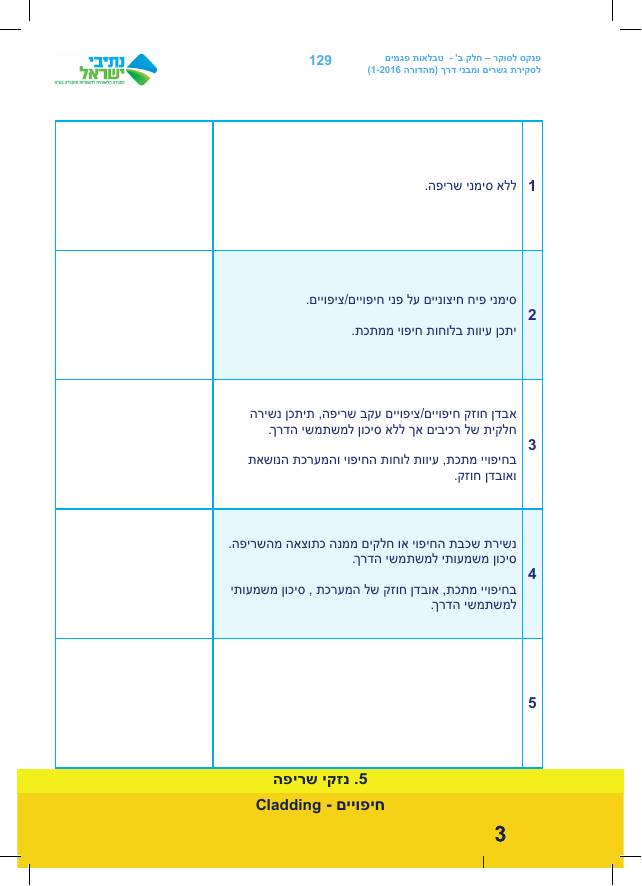 פנקס לסוקר – חלק ב' - טבלאות פגמים
לסקירת גשרים ומבני דרך (מהדורה 1-2016)
129
נתיבי
ישראל
1
ללא סימני שריפה.
2
סימני פיח חיצוניים על פני חיפויים/ציפויים.
יתכן עיוות בלוחות חיפוי ממתכת.
3
אבדן חוזק חיפויים/ציפויים עקב שריפה, תיתכן נשירה
חלקית של רכיבים אך ללא סיכון למשתמשי הדרך.
בחיפויי מתכת, עיוות לוחות החיפוי והמערכת הנושאת
ואובדן חוזק.
4
נשירת שכבת החיפוי או חלקים ממנה כתוצאה מהשריפה.
סיכון משמעותי למשתמשי הדרך.
בחיפויי מתכת, אובדן חוזק של המערכת , סיכון משמעותי
למשתמשי הדרך.
5
5. נזקי שריפה
חיפויים - Cladding
3